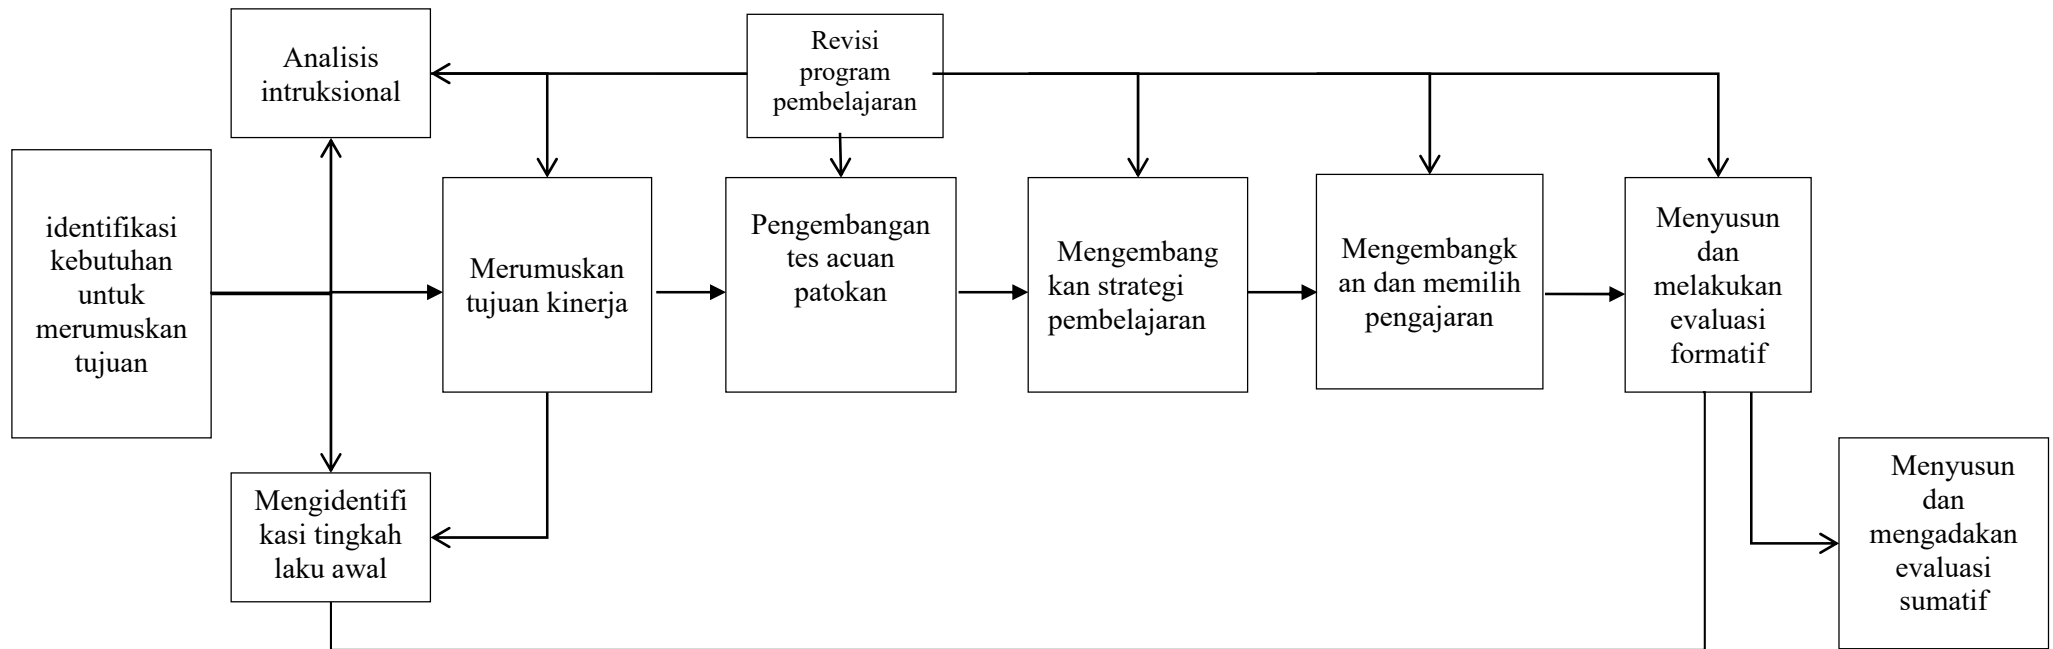 Analisis
intruksional
Revisi
program
pembelajaran
identifikasi
kebutuhan
untuk
merumuskan
tujuan
Merumuskan
tujuan kinerja
Pengembangan
tes acuan
patokan
Mengembang
kan strategi
pembelajaran
Mengembangk
an dan memilih
pengajaran
Menyusun
dan
melakukan
evaluasi
formatif
Mengidentifi
kasi tingkah
laku awal
Menyusun
dan
mengadakan
evaluasi
sumatif